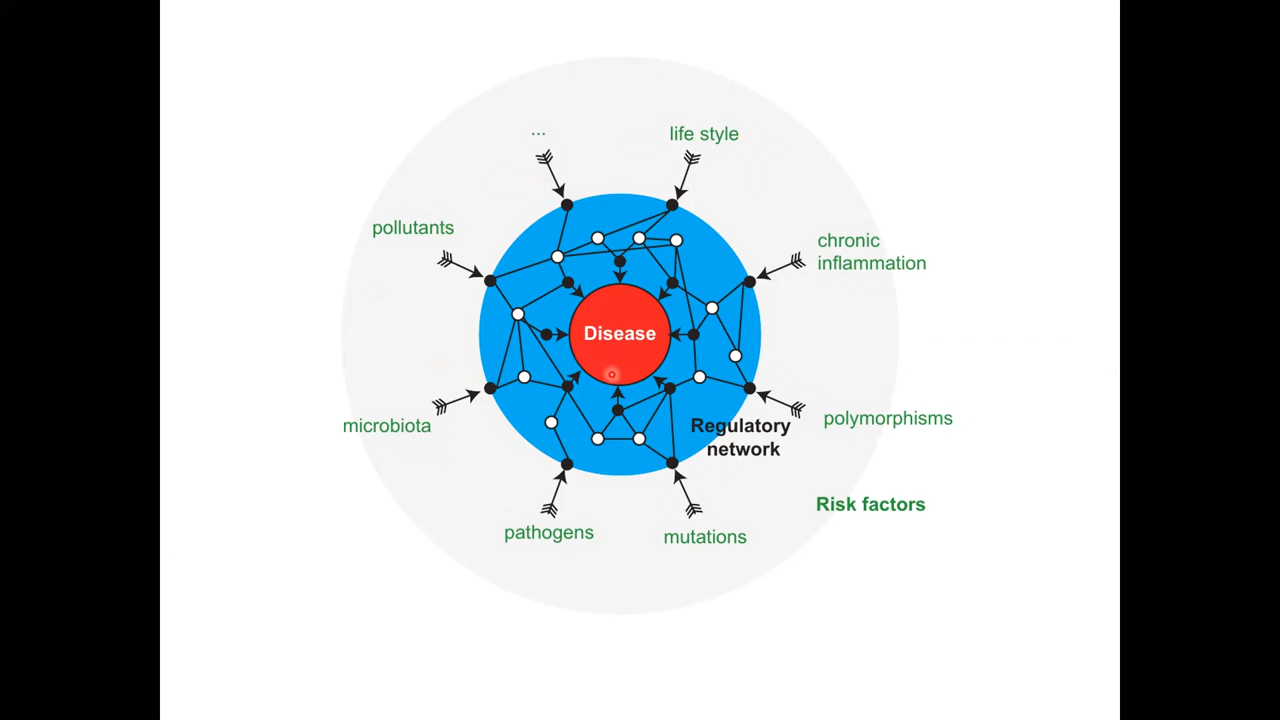 ...
life style
pollutants
chronic
inflammation
Disease
microbiota
polymorphisms
Regulatory
network
Risk factors
pathogens
mutations